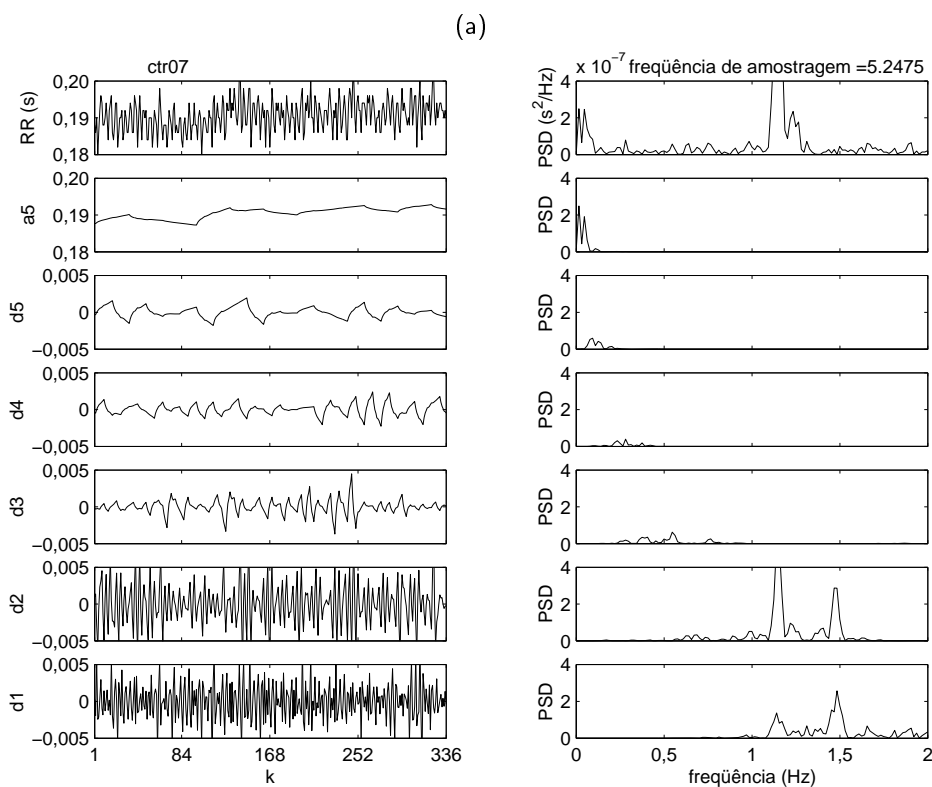 (a)
ctr07
x 10⁻⁷ freqüência de amostragem =5.2475
RR (s)
0,20
0,19
0,18
PSD (s²/Hz)
4
2
0
a5
0,20
0,19
0,18
PSD
4
2
0
d5
0,005
0
−0,005
PSD
4
2
0
d4
0,005
0
−0,005
PSD
4
2
0
d3
0,005
0
−0,005
PSD
4
2
0
d2
0,005
0
−0,005
PSD
4
2
0
d1
0,005
0
−0,005
PSD
4
2
0
1 84 168 252 336
k
0 0,5 1 1,5 2
freqüência (Hz)